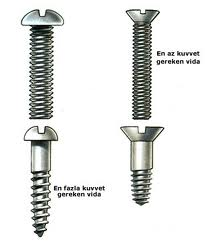 En az kuvvet
gereken vida
En fazla kuvvet
gereken vida